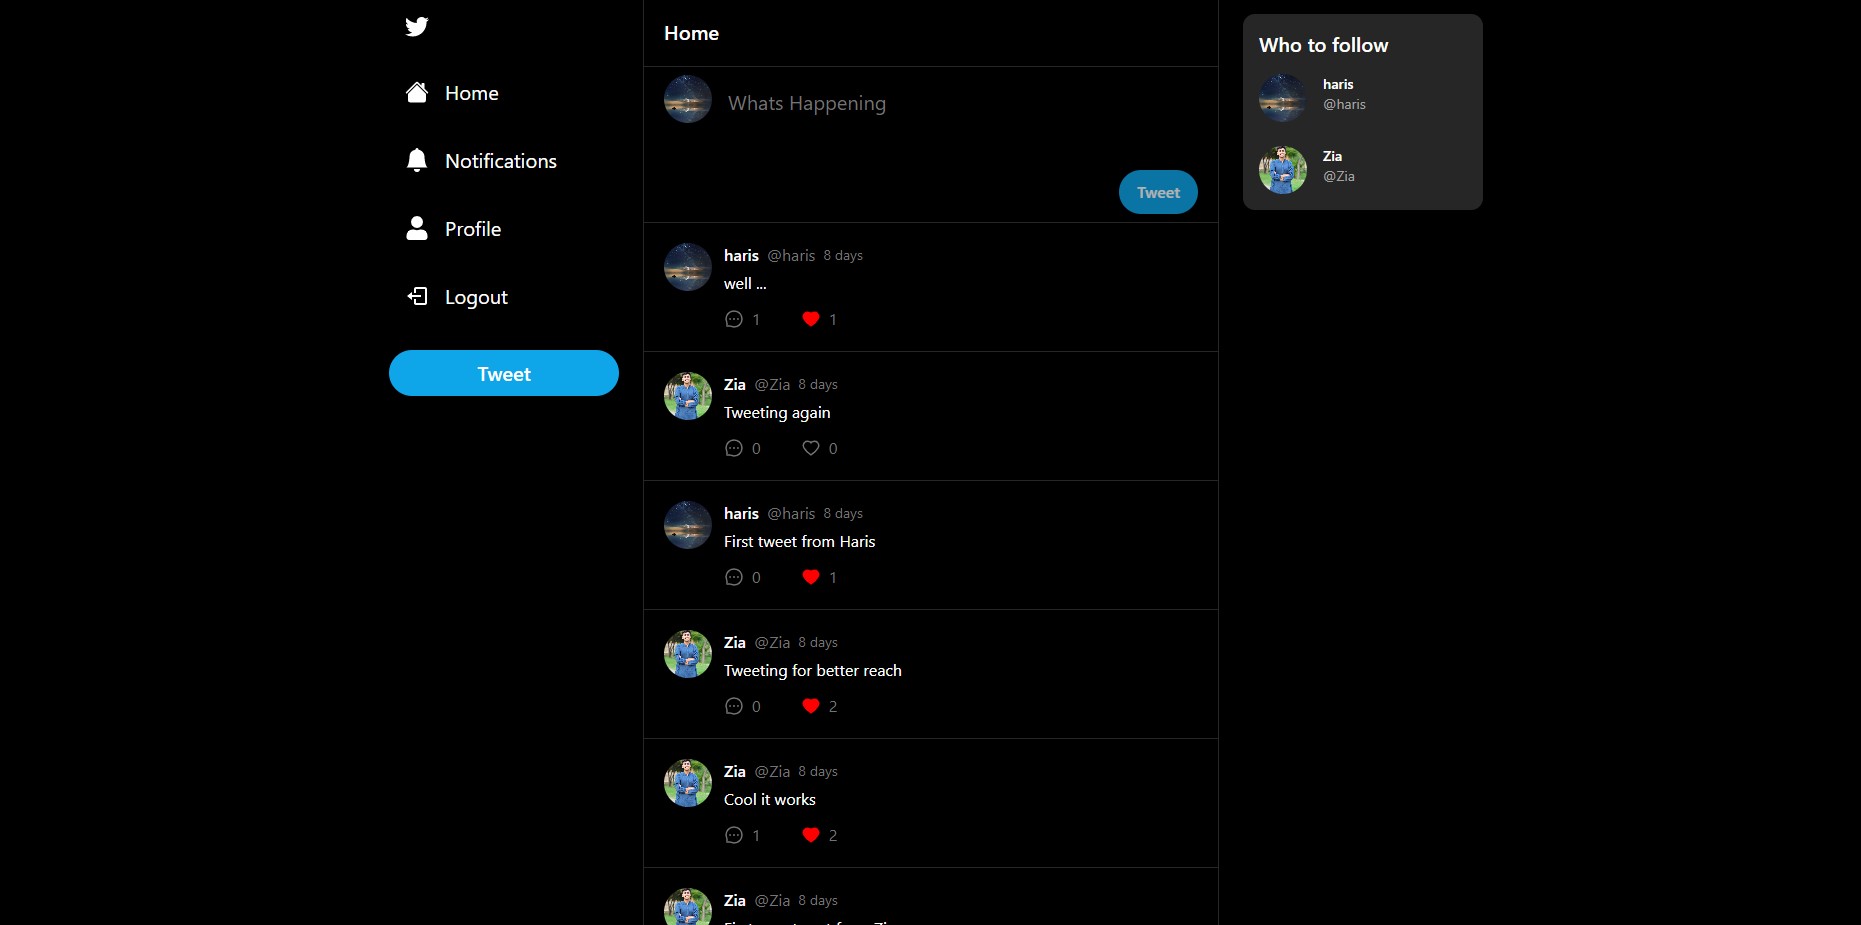 Home
Notifications
Profile
Logout
Tweet
Home
Whats Happening
Tweet
haris @haris 8 days
well ...
1 1
Zia @Zia 8 days
Tweeting again
0 0
haris @haris 8 days
First tweet from Haris
0 1
Zia @Zia 8 days
Tweeting for better reach
0 2
Zia @Zia 8 days
Cool it works
1 2
Zia @Zia 8 days
Who to follow
haris
@haris
Zia
@Zia